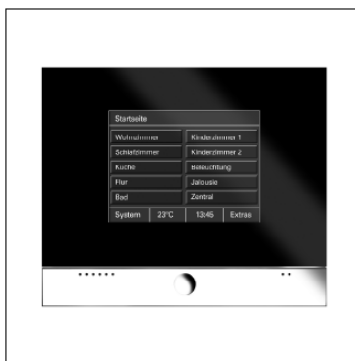 Startseite
Wohnzimmer Kinderzimmer 1
Schlafzimmer Kinderzimmer 2
Küche Beleuchtung
Flur Jalousie
Bad Zentral
System 23°C 13:45 Extras